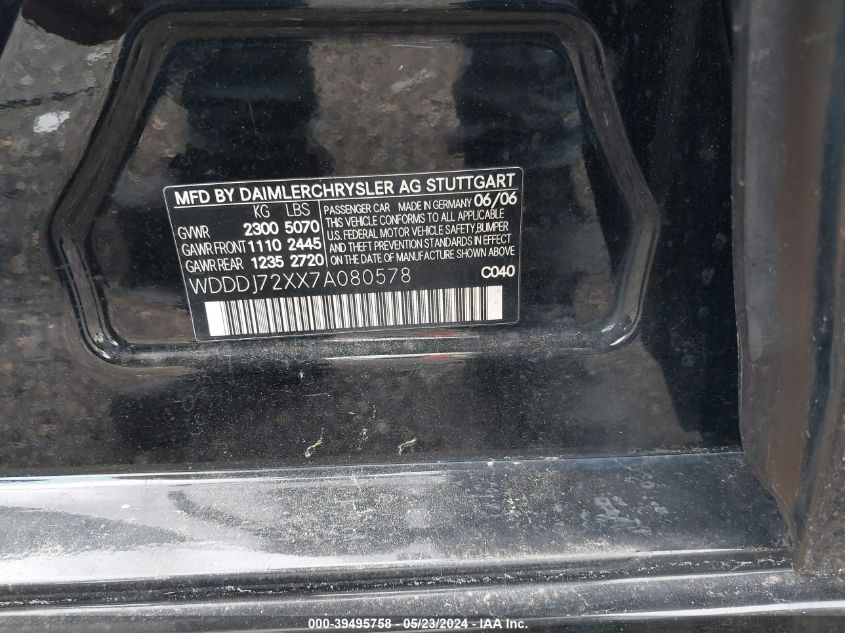 MFD BY DAIMLERCHRYSLER AG STUTTGART
KG LBS PASSENGER CAR MADE IN GERMANY 06/06
GVWR 2300 5070 THIS VEHICLE CONFORMS TO ALL APPLICABLE
GAWR FRONT 1110 2445 U.S. FEDERAL MOTOR VEHICLE SAFETY, BUMPER
GAWR REAR 1235 2720 AND THEFT PREVENTION STANDARDS IN EFFECT
ON THE DATE OF MANUFACTURE SHOWN ABOVE.
WDDDJ72XX7A080578 C040
000-39495758 - 05/23/2024 - IAA Inc.